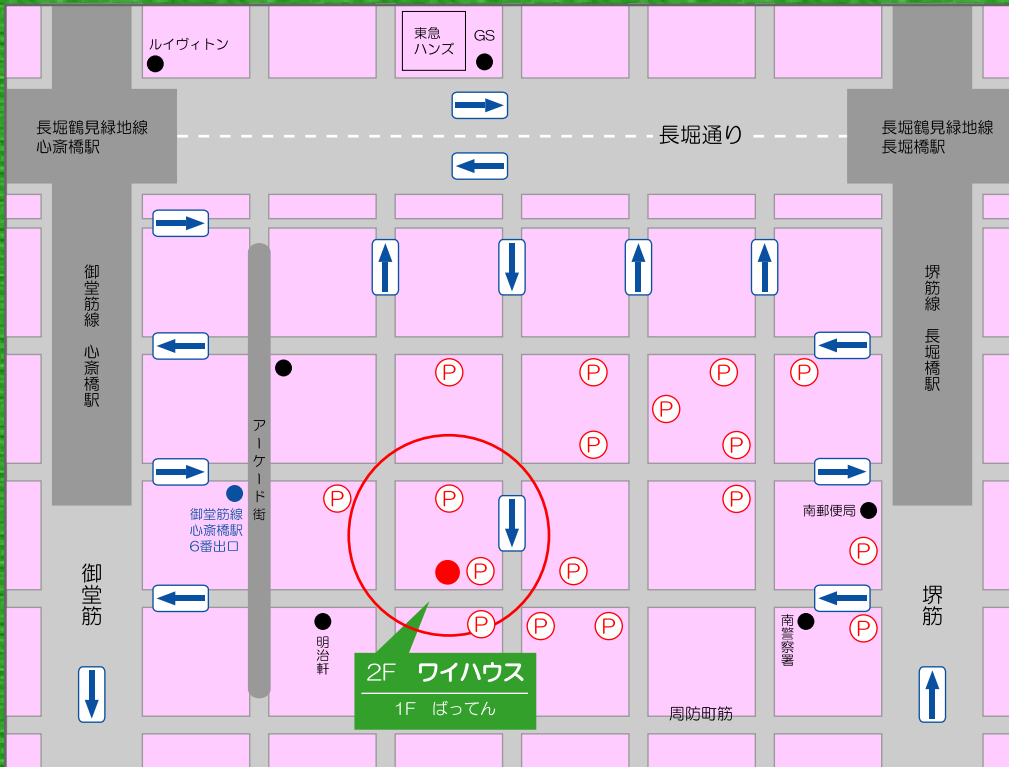 ルイヴィトン
東急
ハンズ
GS
長堀鶴見緑地線
心斎橋駅
長堀通り
長堀鶴見緑地線
長堀橋駅
御堂筋線 心斎橋駅
堺筋線 長堀橋駅
P
P
P
P
P
P
P
アーケード街
P
P
P
御堂筋線
心斎橋駅
6番出口
南郵便局
P
P
P
御堂筋
堺筋
P
P
P
P
明治軒
南警察署
2F ワイハウス
1F ばってん
周防町筋